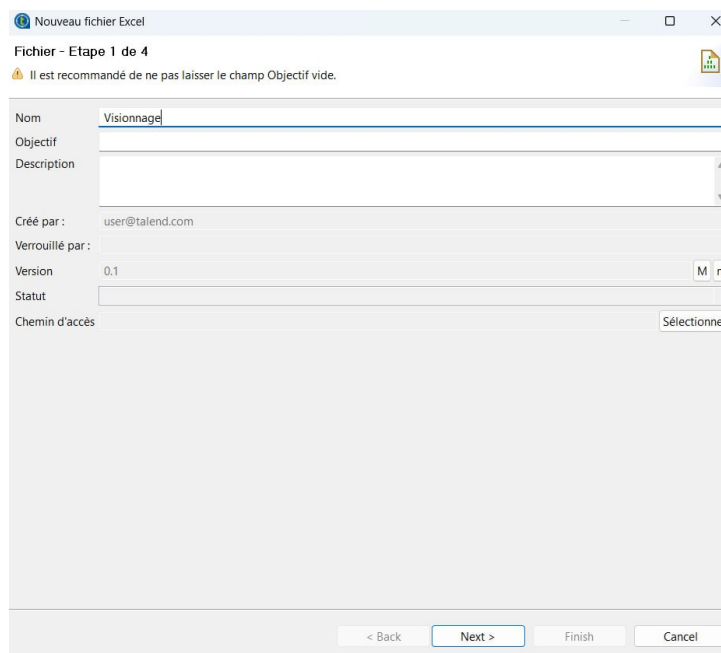 Nouveau fichier Excel
Fichier - Etape 1 de 4
Il est recommandé de ne pas laisser le champ Objectif vide.
Nom Visionnage
Objectif
Description
Créé par : user@talend.com
Verrouillé par :
Version 0.1 M
Statut
Chemin d'accès Sélectionne
< Back Next > Finish Cancel